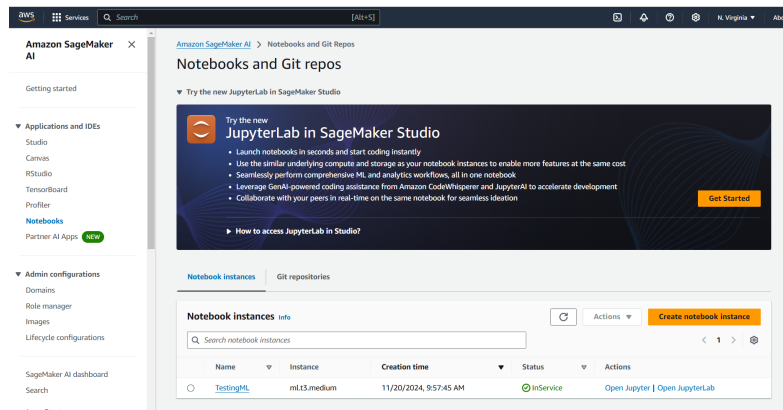 aws
Services
Search
[Alt+S]
N. Virginia ▼
Amazon SageMaker AI
Getting started
Applications and IDEs
Studio
Canvas
RStudio
TensorBoard
Profiler
Notebooks
Partner AI Apps NEW
Admin configurations
Domains
Role manager
Images
Lifecycle configurations
SageMaker AI dashboard
Search
Amazon SageMaker AI > Notebooks and Git Repos
Notebooks and Git repos
▼ Try the new JupyterLab in SageMaker Studio
Try the new
JupyterLab in SageMaker Studio
• Launch notebooks in seconds and start coding instantly
• Use the similar underlying compute and storage as your notebook instances to enable more features at the same cost
• Seamlessly perform comprehensive ML and analytics workflows, all in one notebook
• Leverage GenAI-powered coding assistance from Amazon CodeWhisperer and JupyterAI to accelerate development
• Collaborate with your peers in real-time on the same notebook for seamless ideation
Get Started
▶ How to access JupyterLab in Studio?
Notebook instances
Git repositories
Notebook instances Info
Actions ▼
Create notebook instance
Search notebook instances
< 1 >
Name Instance Creation time Status Actions
TestingML ml.t3.medium 11/20/2024, 9:57:45 AM InService Open Jupyter | Open JupyterLab